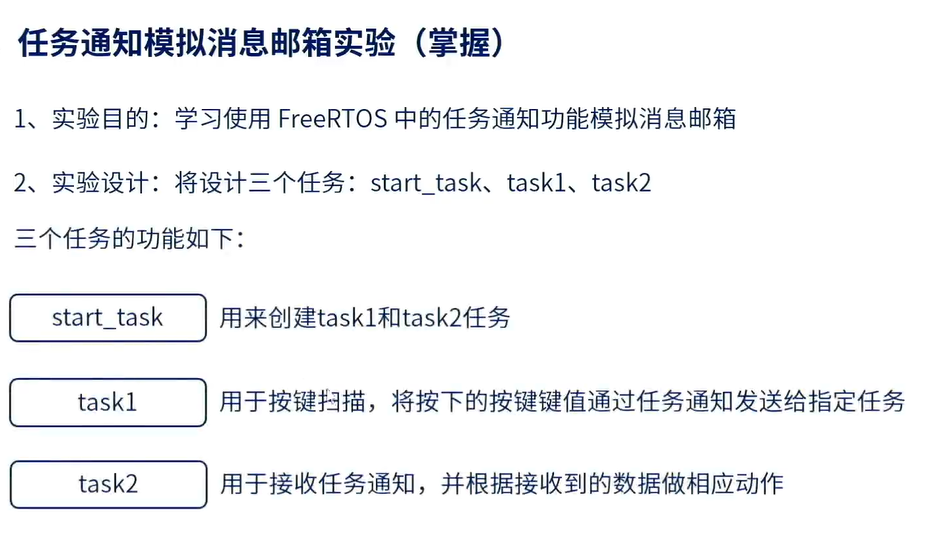 任务通知模拟消息邮箱实验（掌握）
1、实验目的：学习使用 FreeRTOS 中的任务通知功能模拟消息邮箱
2、实验设计：将设计三个任务：start_task、task1、task2
三个任务的功能如下：
start_task 用来创建task1和task2任务
task1 用于按键扫描，将按下的按键键值通过任务通知发送给指定任务
task2 用于接收任务通知，并根据接收到的数据做相应动作